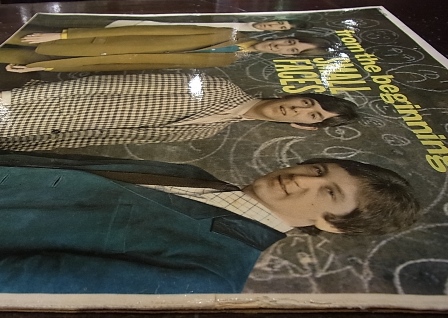 from the beginning
SMALL
FACES